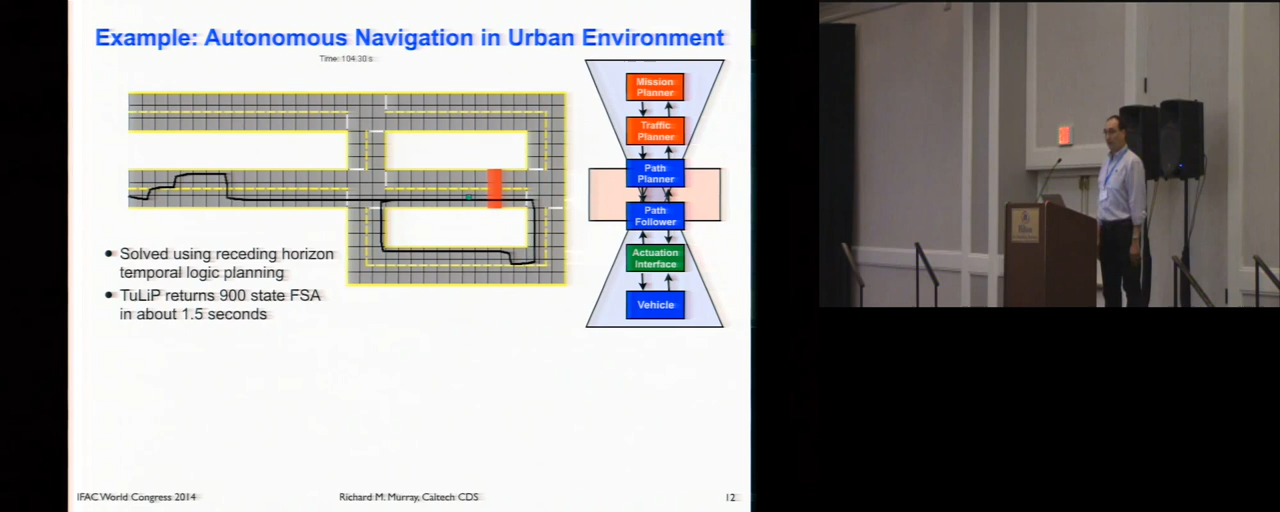 Example: Autonomous Navigation in Urban Environment
Time: 104.30 s
Mission
Planner
Traffic
Planner
Path
Planner
Path
Follower
Actuation
Interface
Vehicle
• Solved using receding horizon
temporal logic planning
• TuLiP returns 900 state FSA
in about 1.5 seconds
IFAC World Congress 2014
Richard M. Murray, Caltech CDS
12
Hilton